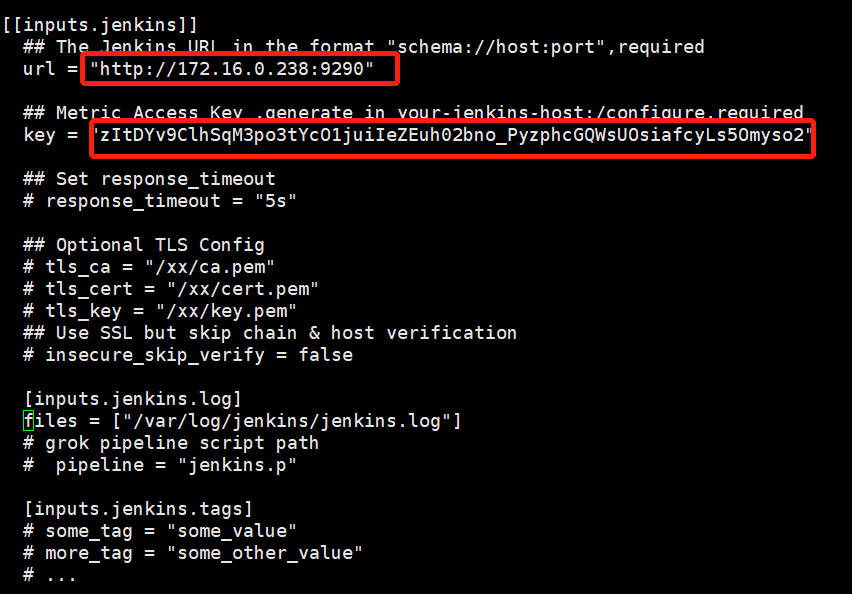 [[inputs.jenkins]]
## The Jenkins URL in the format "schema://host:port",required
url = "http://172.16.0.238:9290"
## Metric Access Key ,generate in your-jenkins-host:/configure,required
key = "zItDYv9ClhSqM3po3tYcO1juiIeZEuh02bno_PyzphcGQWsUOsiafcyLs5Omyso2"
## Set response_timeout
# response_timeout = "5s"
## Optional TLS Config
# tls_ca = "/xx/ca.pem"
# tls_cert = "/xx/cert.pem"
# tls_key = "/xx/key.pem"
## Use SSL but skip chain & host verification
# insecure_skip_verify = false
[inputs.jenkins.log]
files = ["/var/log/jenkins/jenkins.log"]
# grok pipeline script path
#  pipeline = "jenkins.p"
[inputs.jenkins.tags]
# some_tag = "some_value"
# more_tag = "some_other_value"
# ...